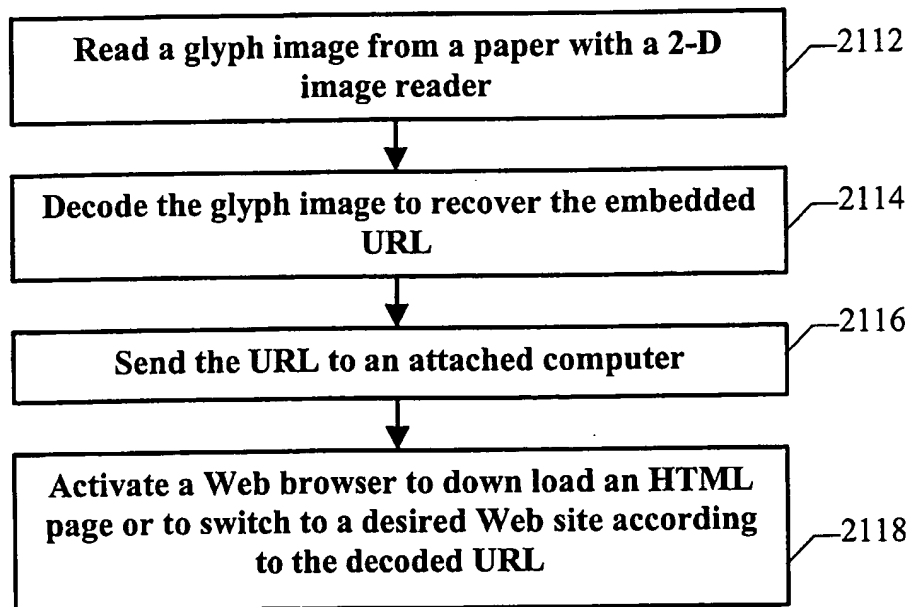 Read a glyph image from a paper with a 2-D
image reader
2112
Decode the glyph image to recover the embedded
URL
2114
Send the URL to an attached computer
2116
Activate a Web browser to down load an HTML
page or to switch to a desired Web site according
to the decoded URL
2118